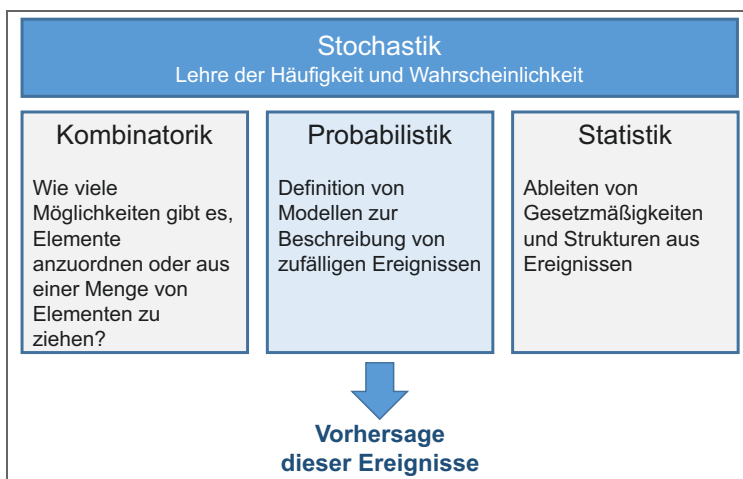 Stochastik
Lehre der Häufigkeit und Wahrscheinlichkeit
Kombinatorik
Wie viele
Möglichkeiten gibt es,
Elemente
anzuordnen oder aus
einer Menge von
Elementen zu
ziehen?
Probabilistik
Definition von
Modellen zur
Beschreibung von
zufälligen Ereignissen
Statistik
Ableiten von
Gesetzmäßigkeiten
und Strukturen aus
Ereignissen
Vorhersage
dieser Ereignisse